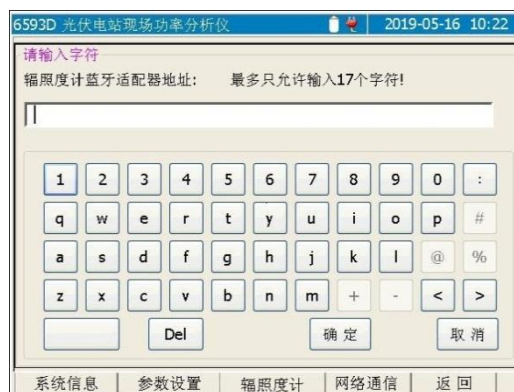 6593D 光伏电站现场功率分析仪 2019-05-16 10:22
请输入字符
辐照度计蓝牙适配器地址: 最多只允许输入17个字符!
1 2 3 4 5 6 7 8 9 0 :
q w e r t y u i o p #
a s d f g h j k l @ %
z x c v b n m + - < >
Del 确定 取消
系统信息 参数设置 辐照度计 网络通信 返回